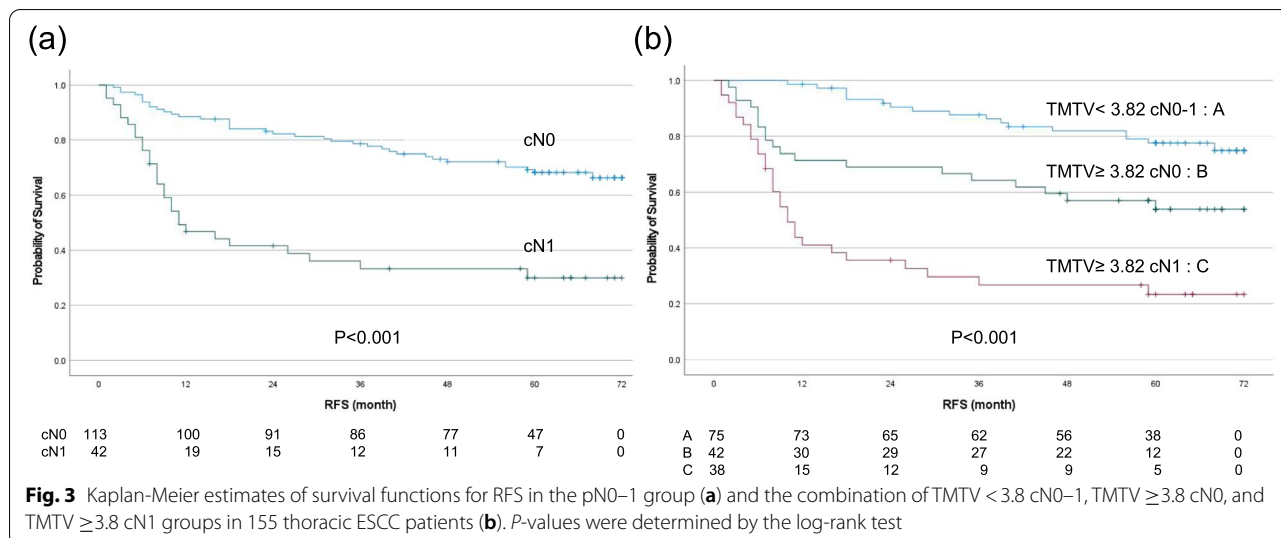 (a)
1.0
0.8
0.6
0.4
0.2
0.0
Probability of Survival
cN0
cN1
P<0.001
0 12 24 36 48 60 72
RFS (month)
cN0 113 100 91 86 77 47 0
cN1 42 19 15 12 11 7 0
(b)
1.0
0.8
0.6
0.4
0.2
0.0
Probability of Survival
TMTV< 3.82 cN0-1 : A
TMTV≥ 3.82 cN0 : B
TMTV≥ 3.82 cN1 : C
P<0.001
0 12 24 36 48 60 72
RFS (month)
A 75 73 65 62 56 38 0
B 42 30 29 27 22 12 0
C 38 15 12 9 9 5 0
Fig. 3 Kaplan-Meier estimates of survival functions for RFS in the pN0–1 group (a) and the combination of TMTV < 3.8 cN0–1, TMTV ≥3.8 cN0, and
TMTV ≥3.8 cN1 groups in 155 thoracic ESCC patients (b). P-values were determined by the log-rank test